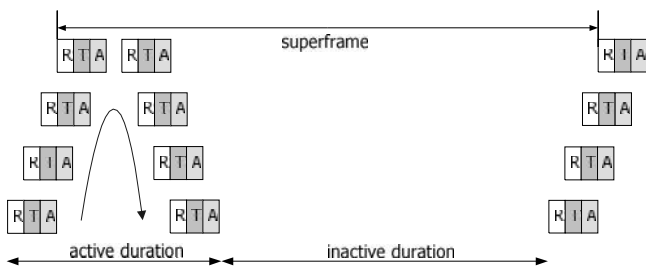 superframe
R T A R T A R I A
R T A R T A R T A
R I A R T A R T A
R T A R T A R I A
active duration inactive duration